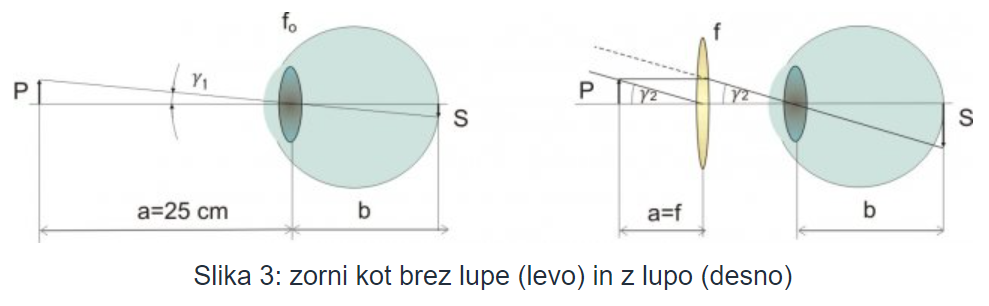 fₒ
γ₁
P
S
a=25 cm
b
f
P
γ2
γ2
S
a=f
b
Slika 3: zorni kot brez lupe (levo) in z lupo (desno)